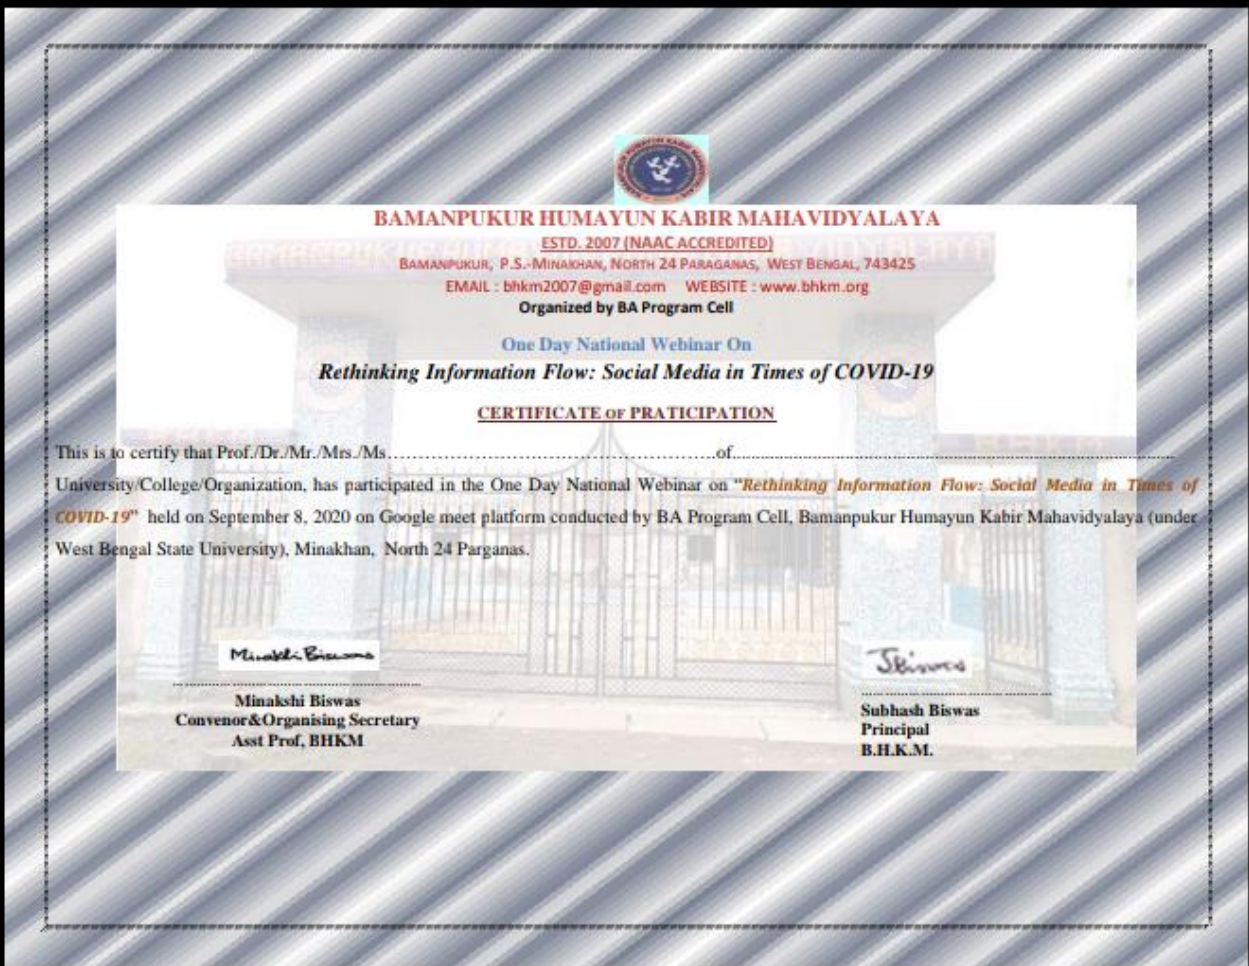 BAMANPUKUR HUMAYUN KABIR MAHAVIDYALAYA
ESTD. 2007 (NAAC ACCREDITED)
BAMANPUKUR, P.S.-MINAKHAN, NORTH 24 PARAGANAS, WEST BENGAL, 743425
EMAIL : bhkm2007@gmail.com WEBSITE : www.bhkm.org
Organized by BA Program Cell
One Day National Webinar On
Rethinking Information Flow: Social Media in Times of COVID-19
CERTIFICATE OF PRATICIPATION
This is to certify that Prof./Dr./Mr./Mrs./Ms..........................................................of..........................................................................................
University/College/Organization, has participated in the One Day National Webinar on "Rethinking Information Flow: Social Media in Times of
COVID-19" held on September 8, 2020 on Google meet platform conducted by BA Program Cell, Bamanpukur Humayun Kabir Mahavidyalaya (under
West Bengal State University), Minakhan, North 24 Parganas.
Minakshi Biswas
Minakshi Biswas
Convenor&Organising Secretary
Asst Prof, BHKM
SBiswas
Subhash Biswas
Principal
B.H.K.M.